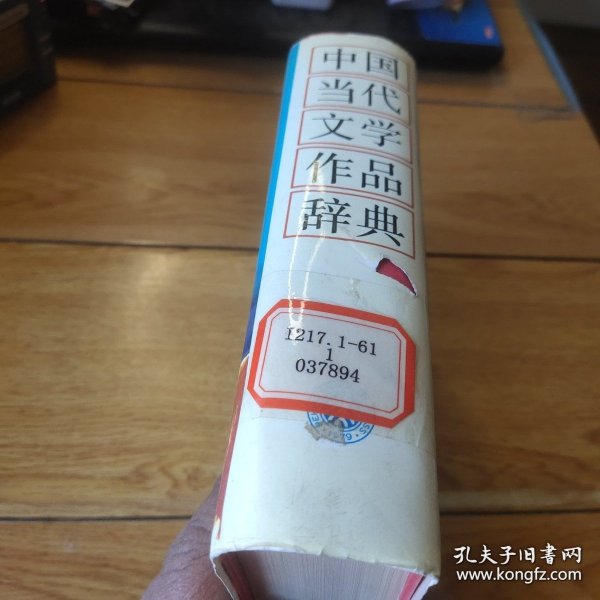 中国
当代
文学
作品
辞典
I217.1-61
1
037894
孔夫子旧书网
www.kongfz.com